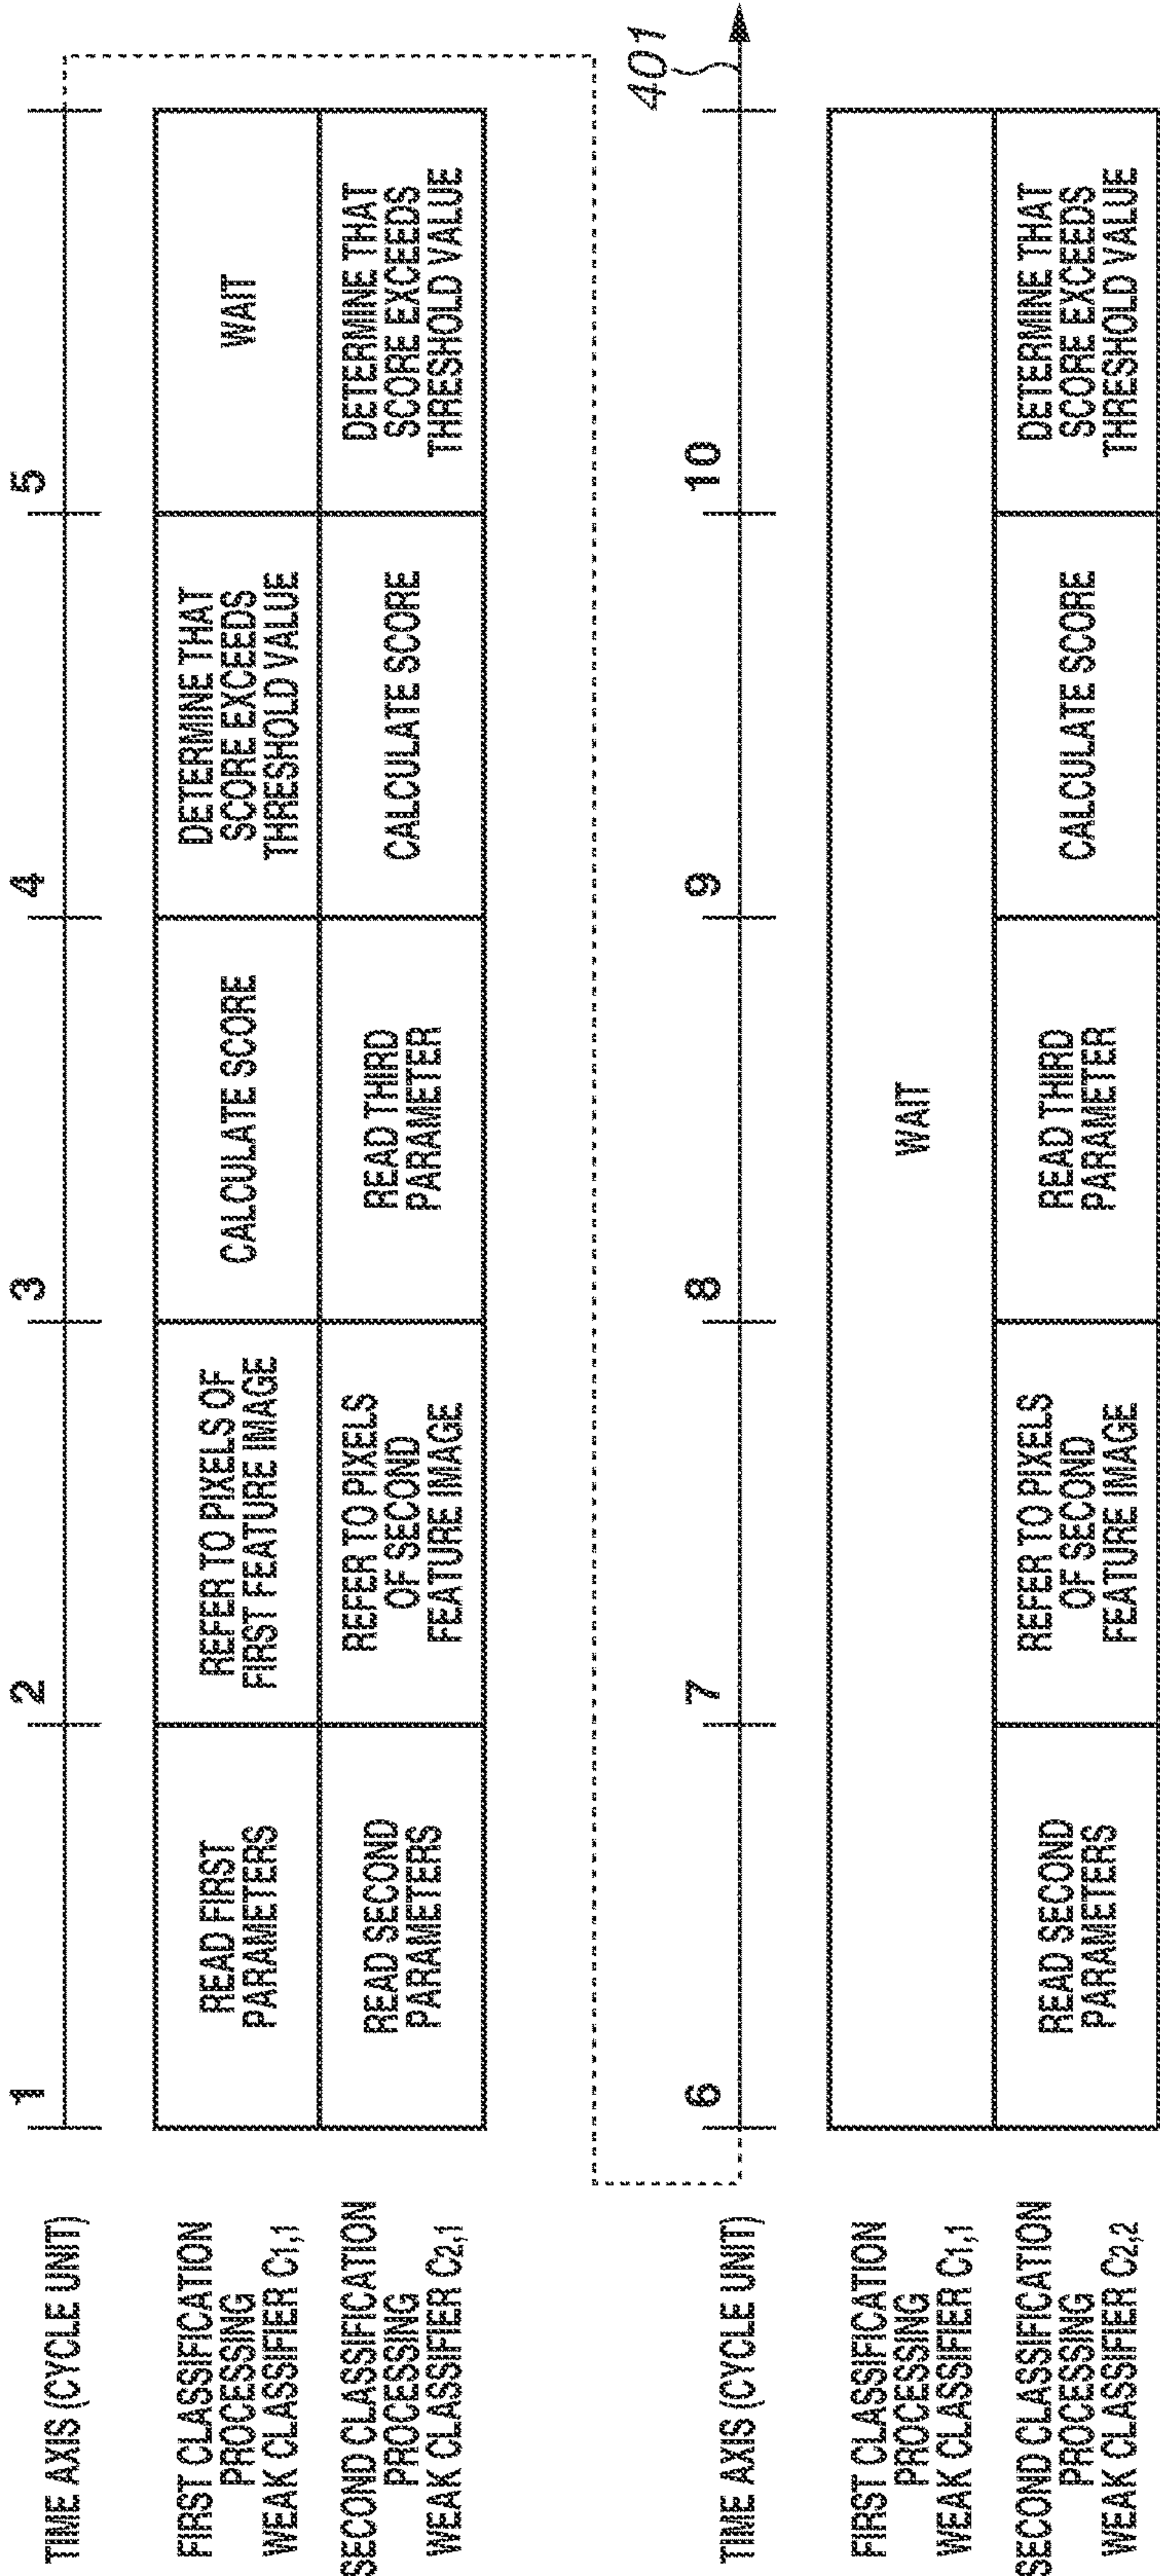 TIME AXIS (CYCLE UNIT)
1
2
3
4
5
FIRST CLASSIFICATION
PROCESSING
WEAK CLASSIFIER C1,1
READ FIRST
PARAMETERS
REFER TO PIXELS OF
FIRST FEATURE IMAGE
CALCULATE SCORE
DETERMINE THAT
SCORE EXCEEDS
THRESHOLD VALUE
WAIT
SECOND CLASSIFICATION
PROCESSING
WEAK CLASSIFIER C2,1
READ SECOND
PARAMETERS
REFER TO PIXELS
OF SECOND
FEATURE IMAGE
READ THIRD
PARAMETER
CALCULATE SCORE
DETERMINE THAT
SCORE EXCEEDS
THRESHOLD VALUE
401
TIME AXIS (CYCLE UNIT)
6
7
8
9
10
FIRST CLASSIFICATION
PROCESSING
WEAK CLASSIFIER C1,1
WAIT
SECOND CLASSIFICATION
PROCESSING
WEAK CLASSIFIER C2,2
READ SECOND
PARAMETERS
REFER TO PIXELS
OF SECOND
FEATURE IMAGE
READ THIRD
PARAMETER
CALCULATE SCORE
DETERMINE THAT
SCORE EXCEEDS
THRESHOLD VALUE